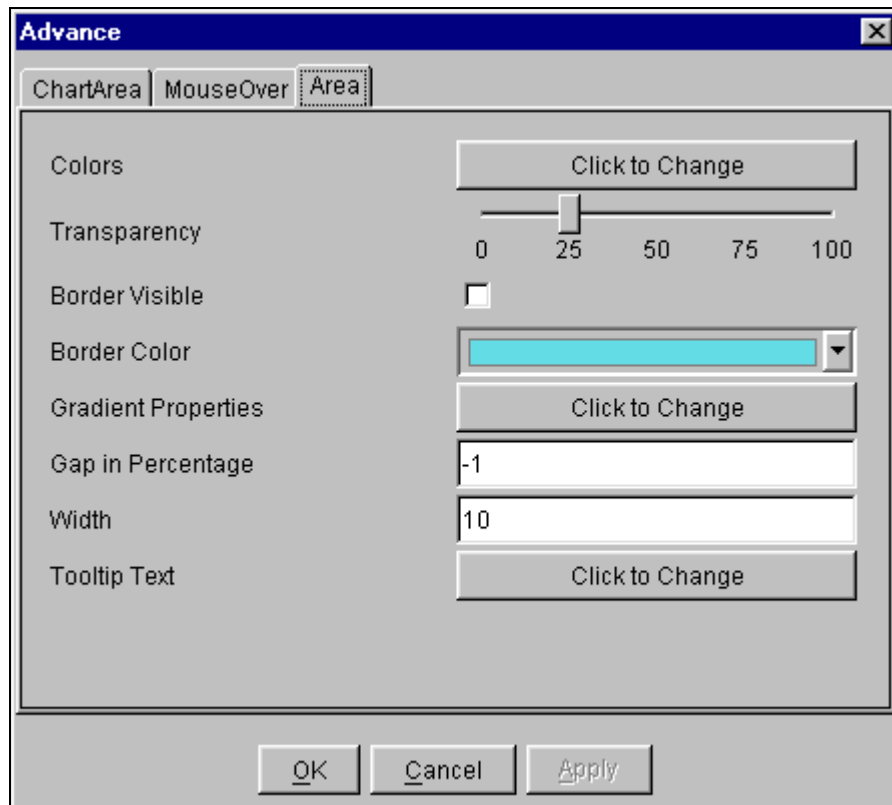 Advance
ChartArea MouseOver Area
Colors Click to Change
Transparency
0 25 50 75 100
Border Visible
Border Color
Gradient Properties Click to Change
Gap in Percentage -1
Width 10
Tooltip Text Click to Change
OK Cancel Apply